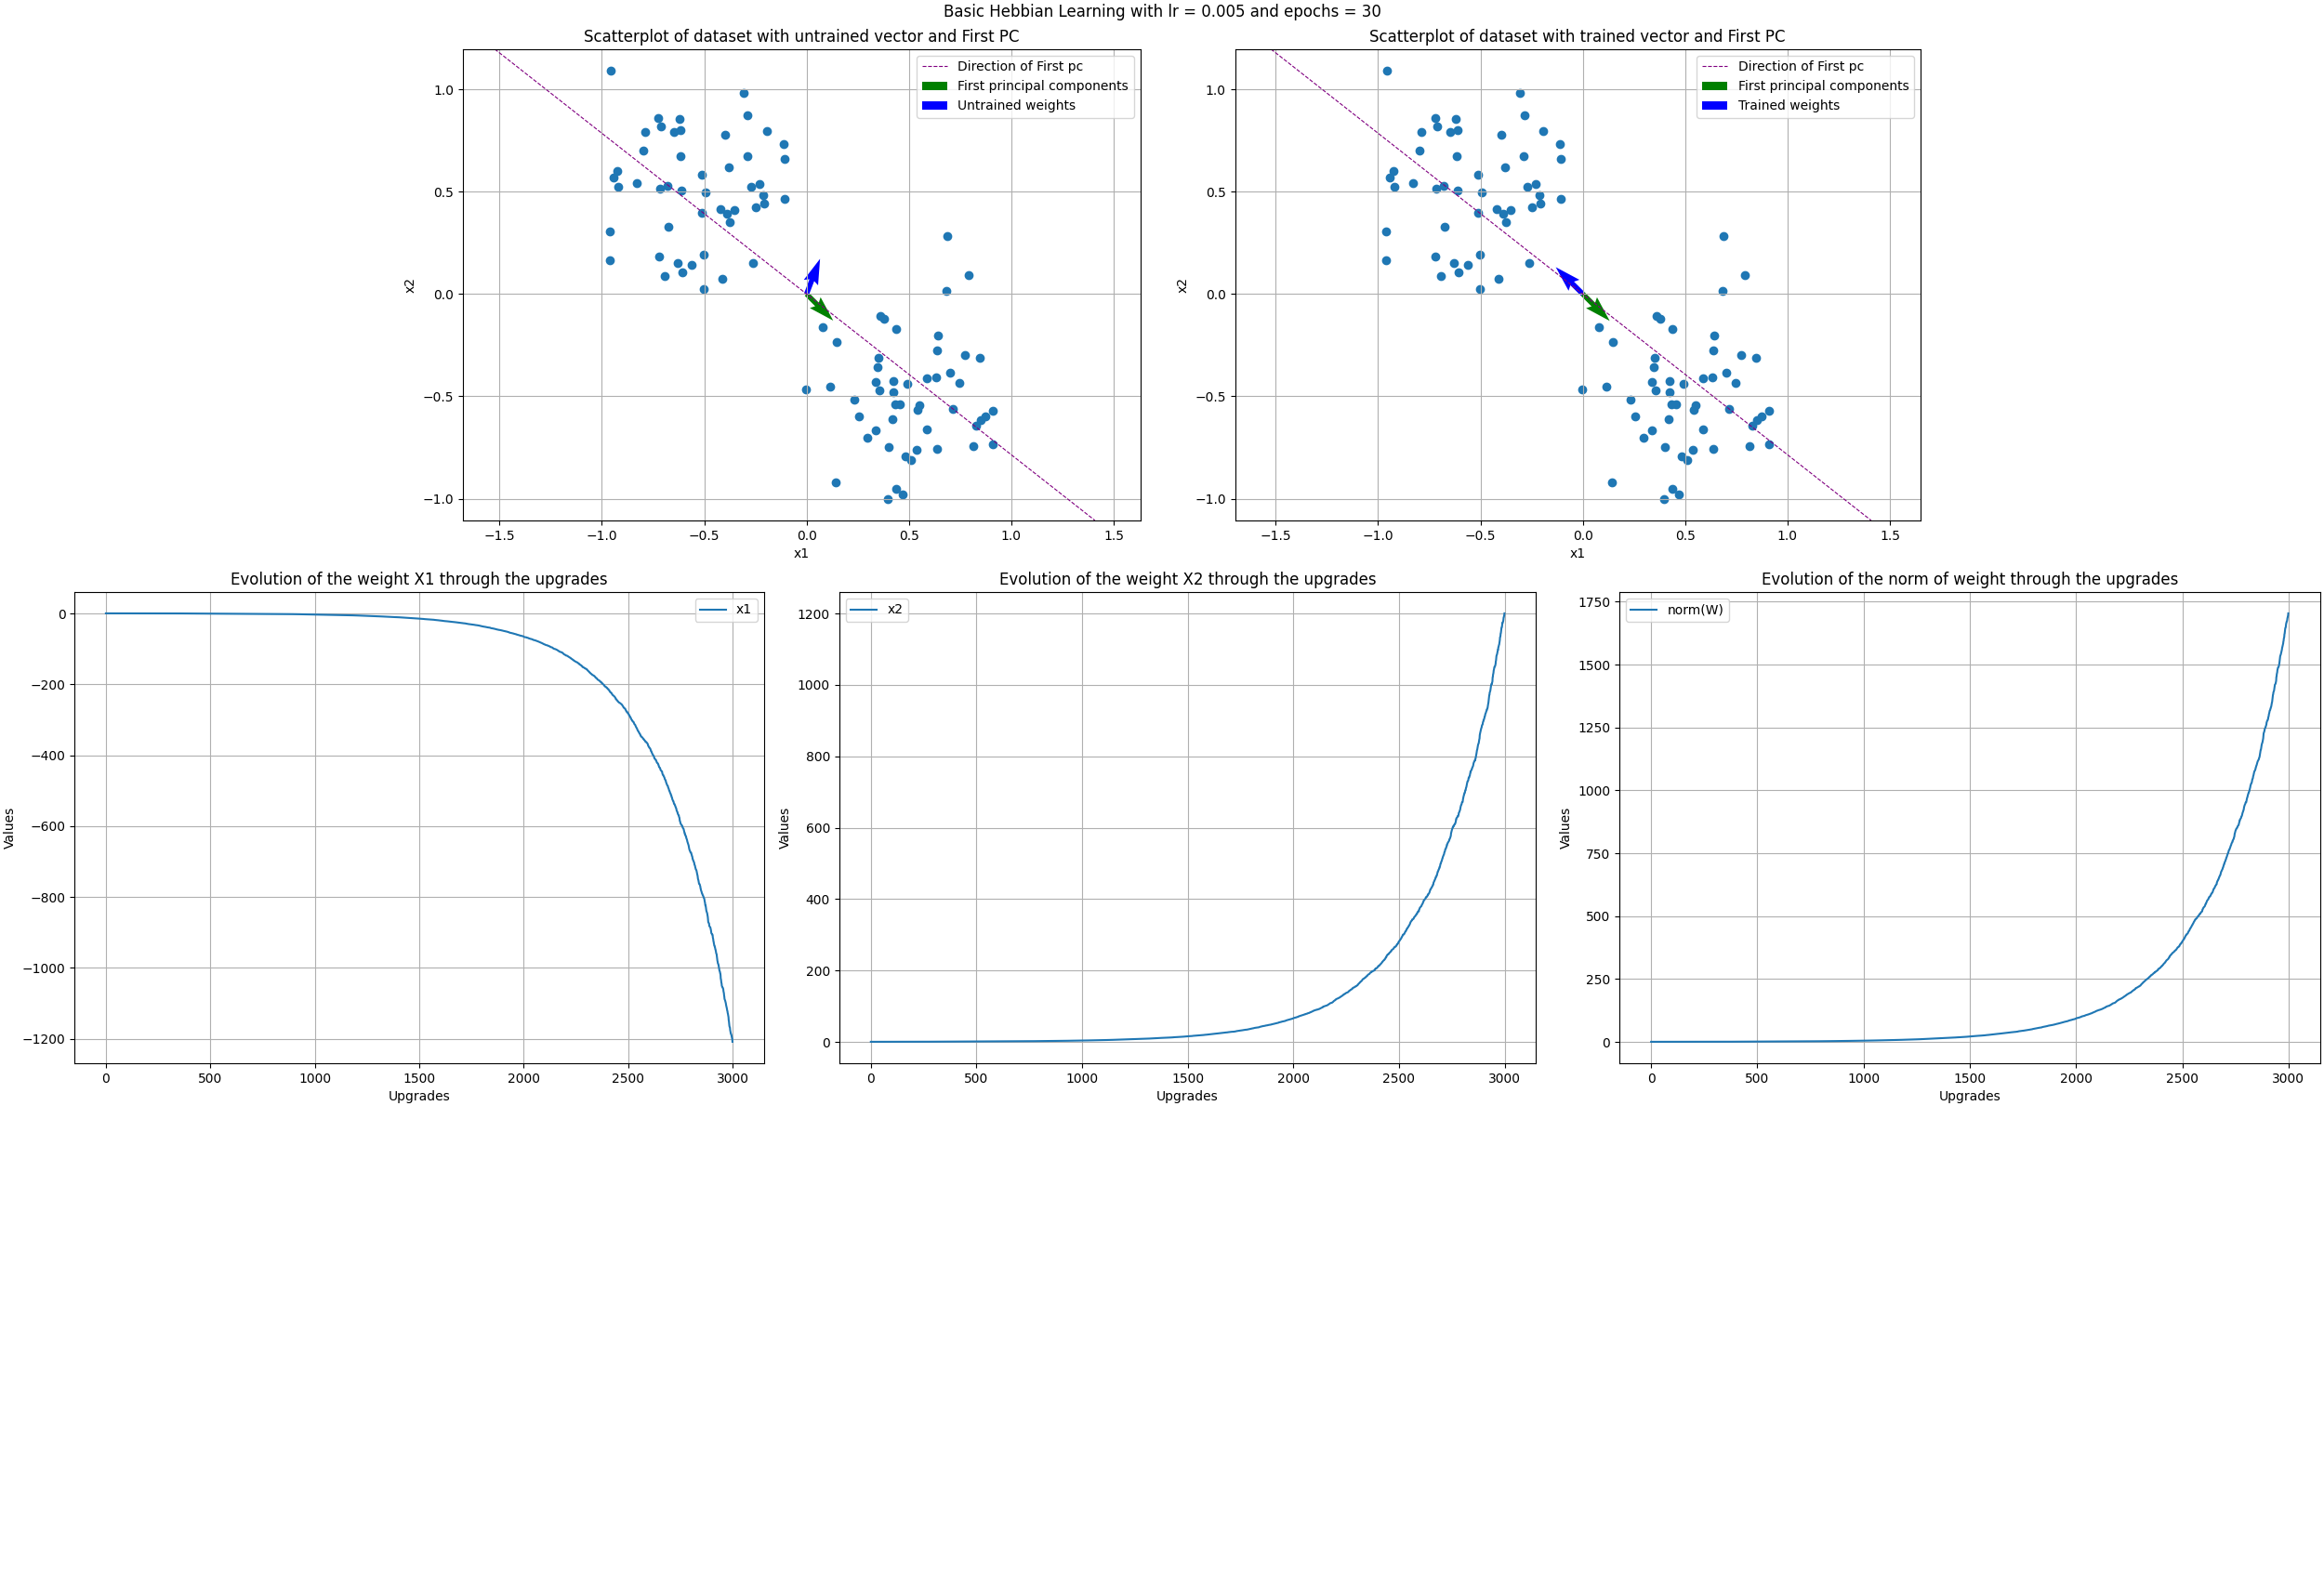 Basic Hebbian Learning with lr = 0.005 and epochs = 30
Scatterplot of dataset with untrained vector and First PC
Direction of First pc
First principal components
Untrained weights
1.0
0.5
0.0
−0.5
−1.0
x2
−1.5 −1.0 −0.5 0.0 0.5 1.0 1.5
x1
Scatterplot of dataset with trained vector and First PC
Direction of First pc
First principal components
Trained weights
1.0
0.5
0.0
−0.5
−1.0
x2
−1.5 −1.0 −0.5 0.0 0.5 1.0 1.5
x1
Evolution of the weight X1 through the upgrades
x1
0
−200
−400
−600
−800
−1000
−1200
Values
0 500 1000 1500 2000 2500 3000
Upgrades
Evolution of the weight X2 through the upgrades
x2
1200
1000
800
600
400
200
0
Values
0 500 1000 1500 2000 2500 3000
Upgrades
Evolution of the norm of weight through the upgrades
norm(W)
1750
1500
1250
1000
750
500
250
0
Values
0 500 1000 1500 2000 2500 3000
Upgrades